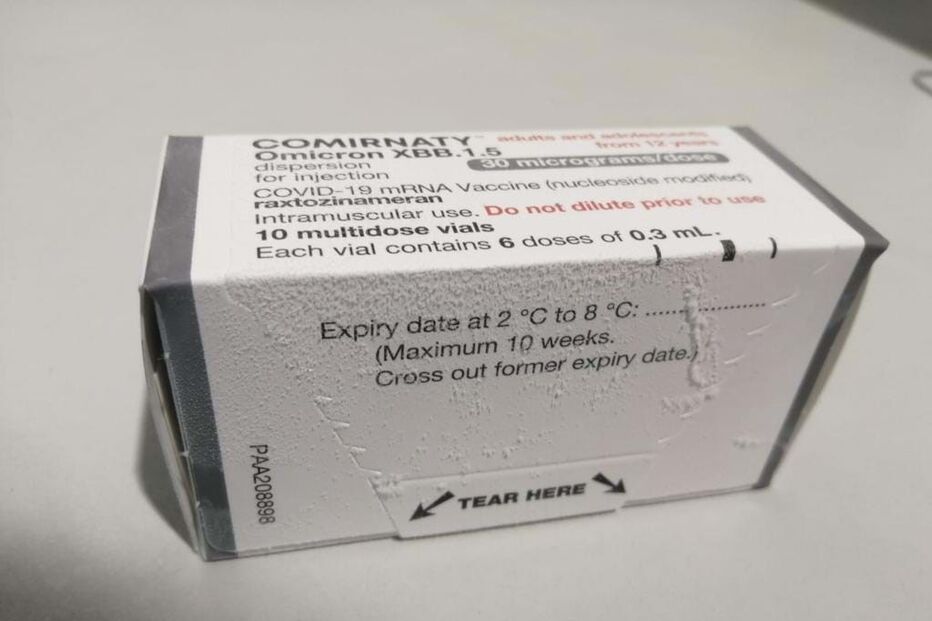 COMIRNATY™ adults and adolescents
Omicron XBB.1.5 from 12 years
dispersion 30 micrograms/dose
for injection
COVID-19 mRNA Vaccine (nucleoside modified)
raxtozinameran
Intramuscular use. Do not dilute prior to use
10 multidose vials
Each vial contains 6 doses of 0.3 mL.
Expiry date at 2 °C to 8 °C: ....................
(Maximum 10 weeks.
Cross out former expiry date.)
TEAR HERE
PAA208898